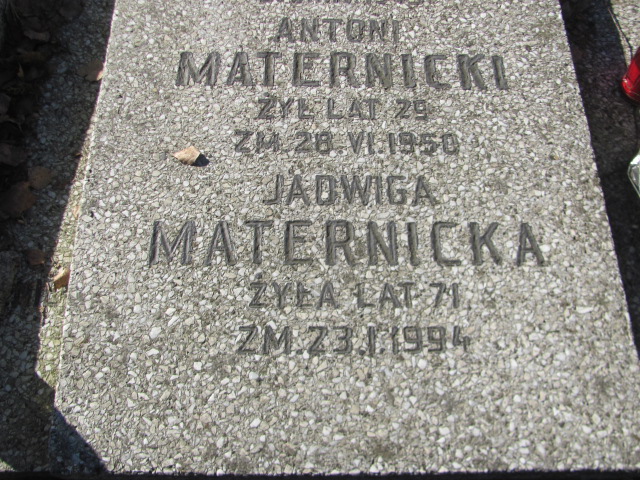 ANTONI
MATERNICKI
ŻYŁ LAT 29
ZM. 28.VI.1950
JADWIGA
MATERNICKA
ŻYŁA LAT 71
ZM. 23.I.1994